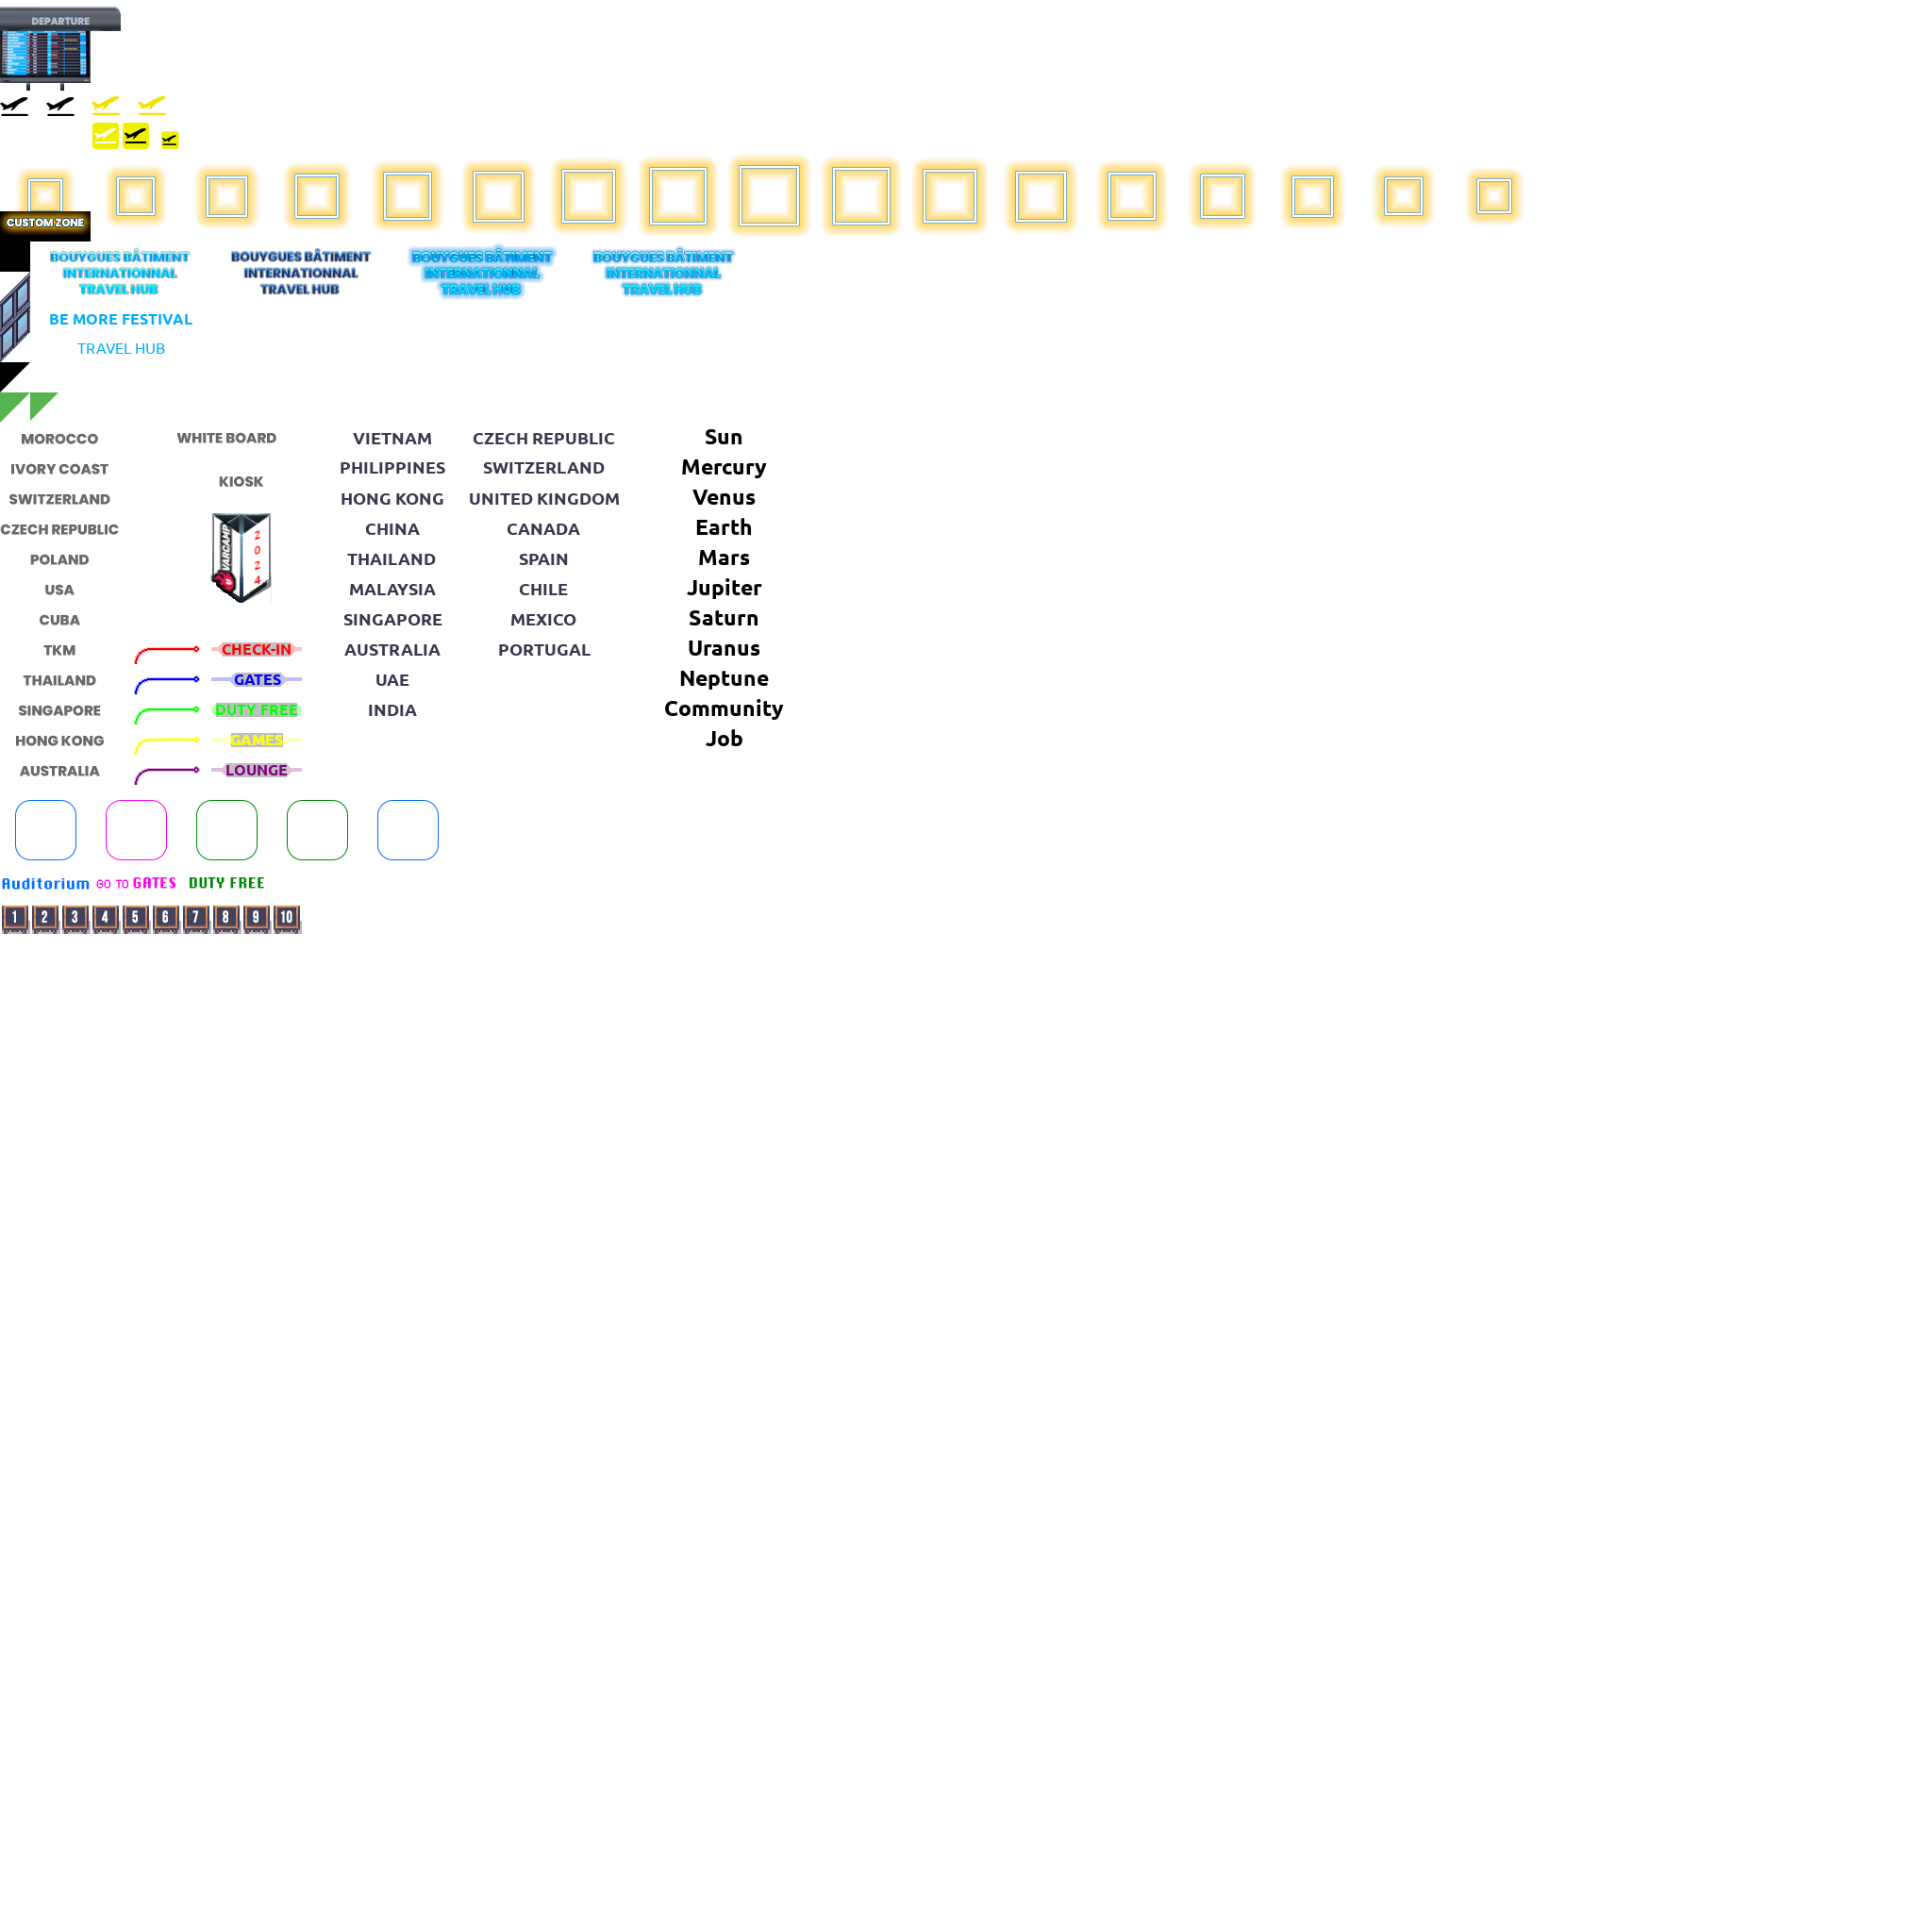 DEPARTURE
CUSTOM ZONE
BOUYGUES BÂTIMENT
INTERNATIONNAL
TRAVEL HUB
BOUYGUES BÂTIMENT
INTERNATIONNAL
TRAVEL HUB
BOUYGUES BÂTIMENT
INTERNATIONNAL
TRAVEL HUB
BOUYGUES BÂTIMENT
INTERNATIONNAL
TRAVEL HUB
BE MORE FESTIVAL
TRAVEL HUB
MOROCCO
IVORY COAST
SWITZERLAND
CZECH REPUBLIC
POLAND
USA
CUBA
TKM
THAILAND
SINGAPORE
HONG KONG
AUSTRALIA
WHITE BOARD
KIOSK
2024
CHECK-IN
GATES
DUTY FREE
GAMES
LOUNGE
VIETNAM
PHILIPPINES
HONG KONG
CHINA
THAILAND
MALAYSIA
SINGAPORE
AUSTRALIA
UAE
INDIA
CZECH REPUBLIC
SWITZERLAND
UNITED KINGDOM
CANADA
SPAIN
CHILE
MEXICO
PORTUGAL
Sun
Mercury
Venus
Earth
Mars
Jupiter
Saturn
Uranus
Neptune
Community
Job
Auditorium GO TO GATES DUTY FREE
1 2 3 4 5 6 7 8 9 10